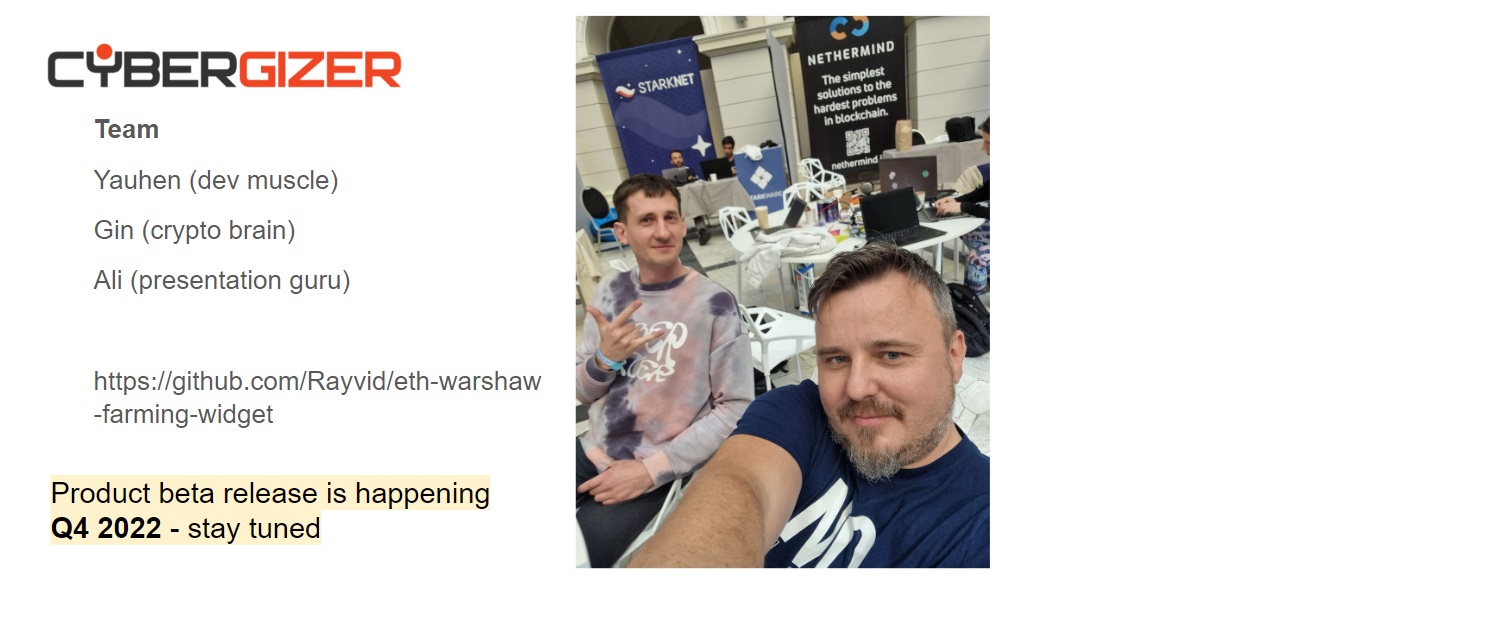 CYBERGIZER
Team
Yauhen (dev muscle)
Gin (crypto brain)
Ali (presentation guru)
https://github.com/Rayvid/eth-warshaw
-farming-widget
Product beta release is happening
Q4 2022 - stay tuned
STARKNET
NETHERMIND
The simplest
solutions to the
hardest problems
in blockchain.